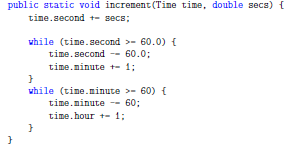 public static void increment(Time time, double secs) {
time.second += secs;
while (time.second >= 60.0) {
time.second -= 60.0;
time.minute += 1;
}
while (time.minute >= 60) {
time.minute -= 60;
time.hour += 1;
}
}